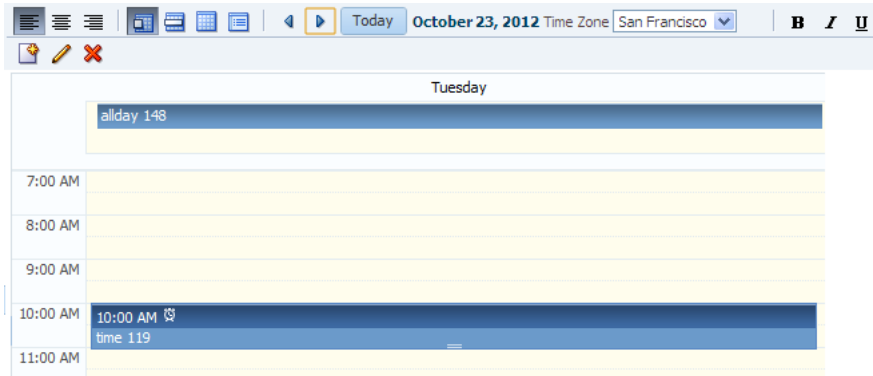 Today October 23, 2012 Time Zone San Francisco B I U
Tuesday
allday 148
7:00 AM
8:00 AM
9:00 AM
10:00 AM 10:00 AM
time 119
11:00 AM